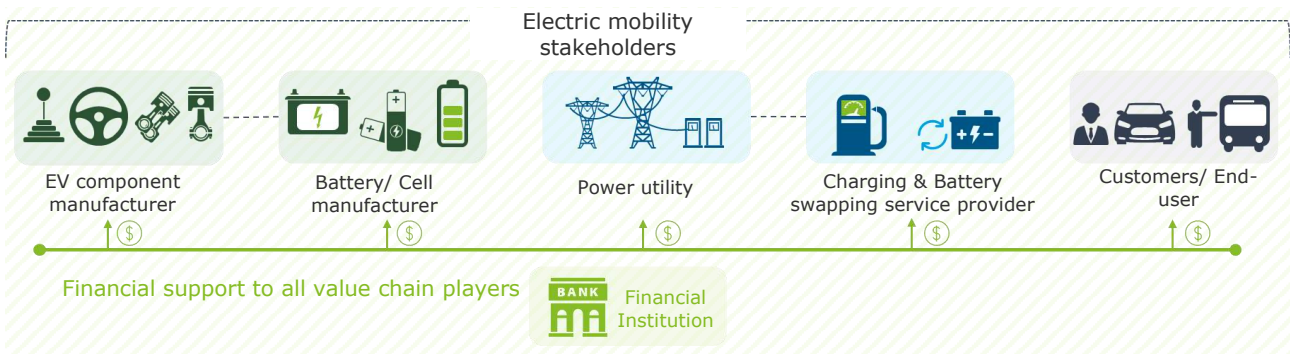 Electric mobility
stakeholders
EV component
manufacturer
Battery/ Cell
manufacturer
Power utility
Charging & Battery
swapping service provider
Customers/ End-
user
$
$
$
$
$
Financial support to all value chain players
BANK
Financial
Institution